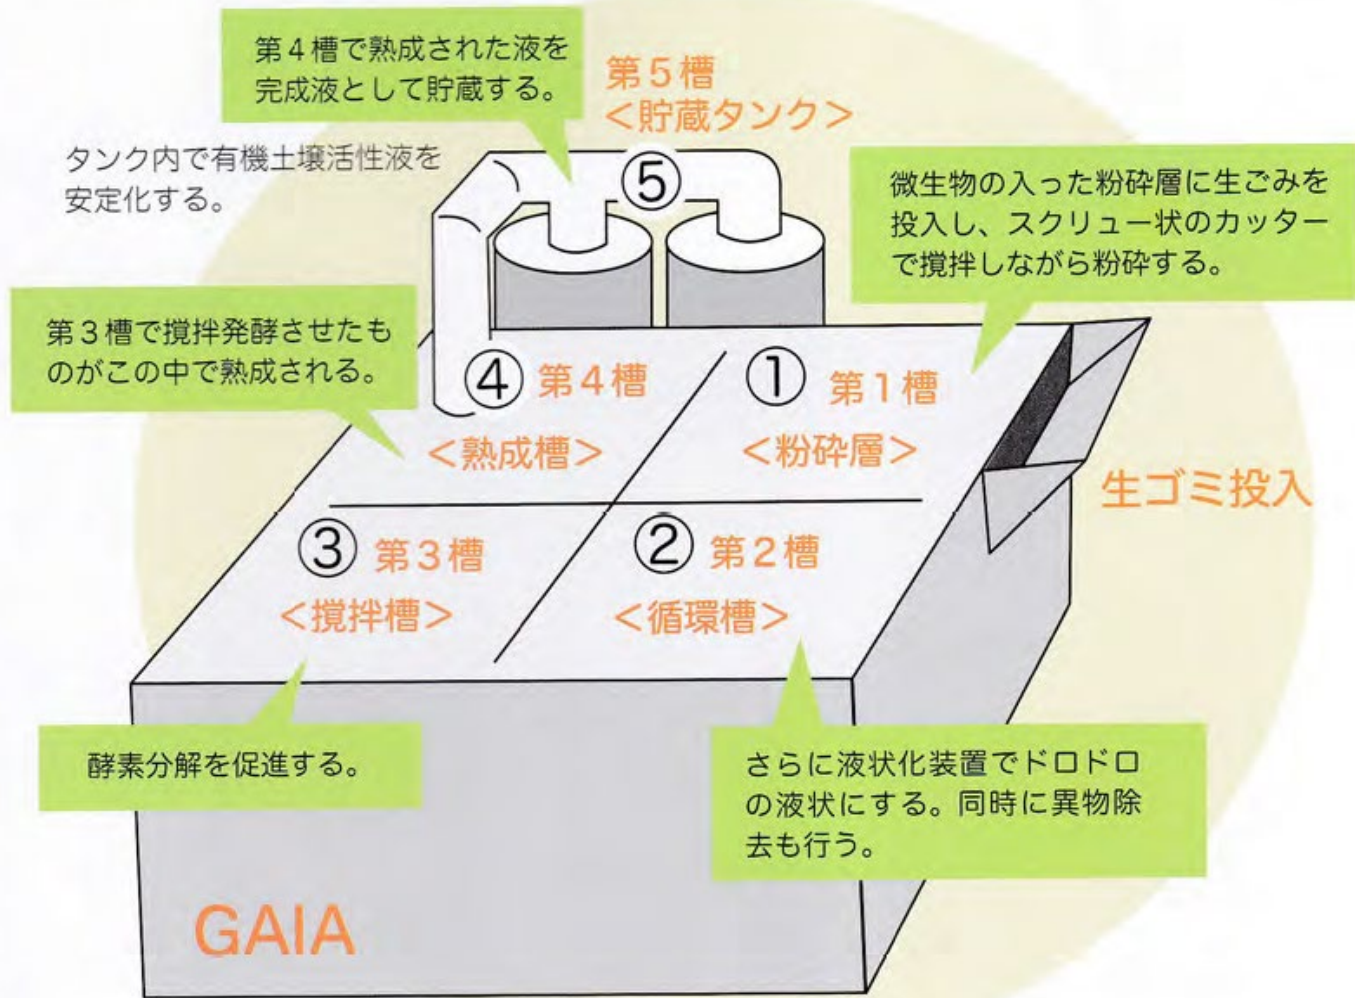 第４槽で熟成された液を
完成液として貯蔵する。
第５槽
＜貯蔵タンク＞
タンク内で有機土壌活性液を
安定化する。
⑤
微生物の入った粉砕層に生ごみを
投入し、スクリュー状のカッター
で撹拌しながら粉砕する。
第３槽で撹拌発酵させたも
のがこの中で熟成される。
④ 第４槽
＜熟成槽＞
① 第１槽
＜粉砕層＞
生ゴミ投入
③ 第３槽
＜撹拌槽＞
② 第２槽
＜循環槽＞
酵素分解を促進する。
さらに液状化装置でドロドロ
の液状にする。同時に異物除
去も行う。
GAIA